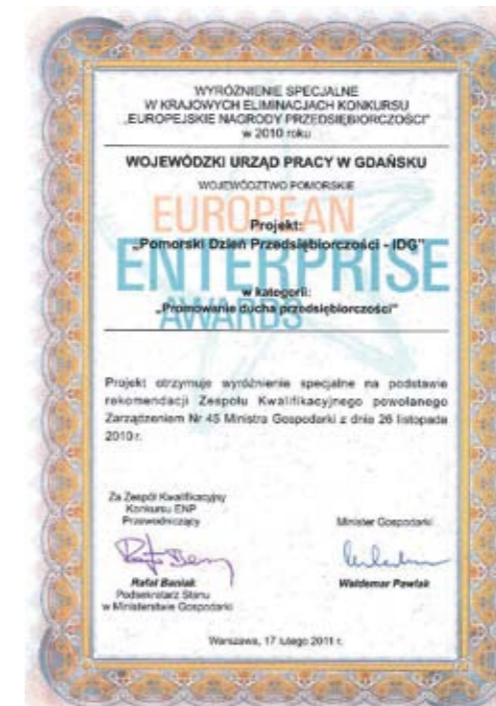 WYRÓŻNIENIE SPECJALNE
W KRAJOWYCH ELIMINACJACH KONKURSU
„EUROPEJSKIE NAGRODY PRZEDSIĘBIORCZOŚCI”
w 2010 roku
WOJEWÓDZKI URZĄD PRACY W GDAŃSKU
WOJEWÓDZTWO POMORSKIE
EUROPEAN
Projekt:
„Pomorski Dzień Przedsiębiorczości - IDG”
ENTERPRISE
w kategorii:
„Promowanie ducha przedsiębiorczości”
AWARDS
Projekt otrzymuje wyróżnienie specjalne na podstawie
rekomendacji Zespołu Kwalifikacyjnego powołanego
Zarządzeniem Nr 45 Ministra Gospodarki z dnia 26 listopada
2010 r.
Za Zespół Kwalifikacyjny
Konkursu ENP
Przewodniczący
Minister Gospodarki
Rafał Baniak
Podsekretarz Stanu
w Ministerstwie Gospodarki
Waldemar Pawlak
Warszawa, 17 lutego 2011 r.